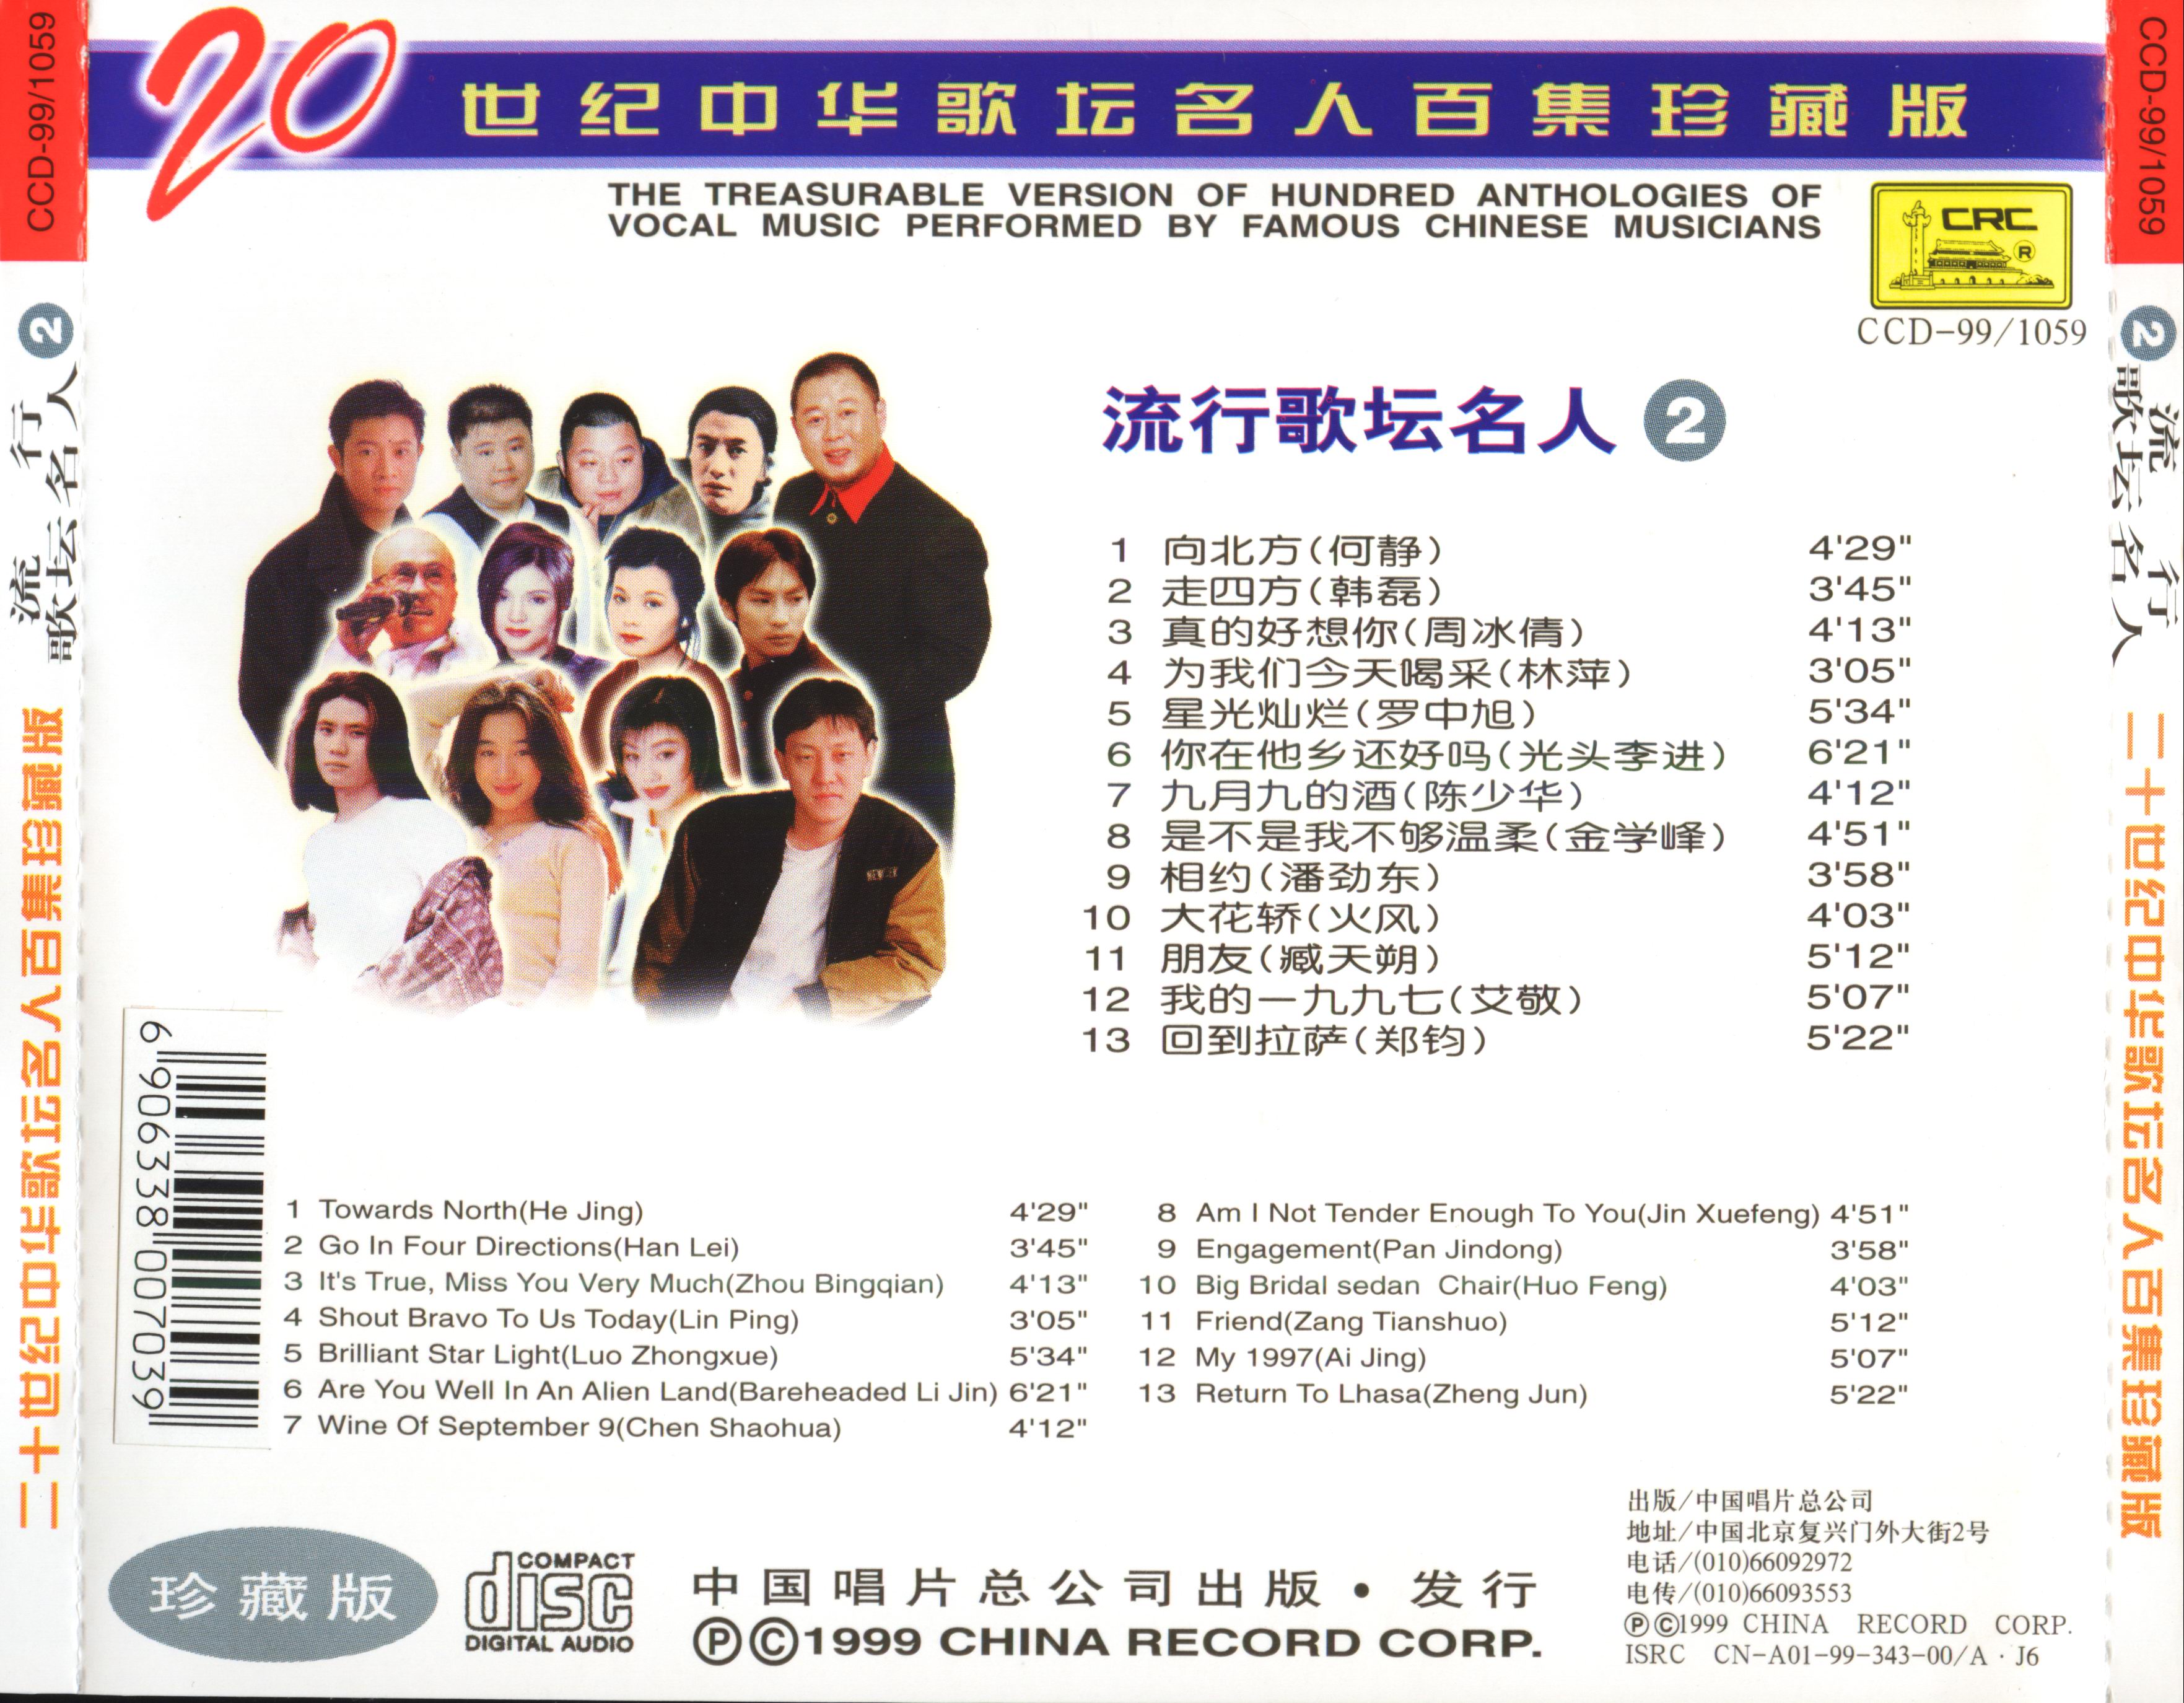 CCD-99/1059
20
世纪中华歌坛名人百集珍藏版
THE TREASURABLE VERSION OF HUNDRED ANTHOLOGIES OF
VOCAL MUSIC PERFORMED BY FAMOUS CHINESE MUSICIANS
CRC
R
CCD-99/1059
流行歌坛名人 2
1 向北方(何静) 4'29"
2 走四方(韩磊) 3'45"
3 真的好想你(周冰倩) 4'13"
4 为我们今天喝采(林萍) 3'05"
5 星光灿烂(罗中旭) 5'34"
6 你在他乡还好吗(光头李进) 6'21"
7 九月九的酒(陈少华) 4'12"
8 是不是我不够温柔(金学峰) 4'51"
9 相约(潘劲东) 3'58"
10 大花轿(火风) 4'03"
11 朋友(臧天朔) 5'12"
12 我的一九九七(艾敬) 5'07"
13 回到拉萨(郑钧) 5'22"
6 906338 007039
1 Towards North(He Jing) 4'29"
2 Go In Four Directions(Han Lei) 3'45"
3 It's True, Miss You Very Much(Zhou Bingqian) 4'13"
4 Shout Bravo To Us Today(Lin Ping) 3'05"
5 Brilliant Star Light(Luo Zhongxue) 5'34"
6 Are You Well In An Alien Land(Bareheaded Li Jin) 6'21"
7 Wine Of September 9(Chen Shaohua) 4'12"
8 Am I Not Tender Enough To You(Jin Xuefeng) 4'51"
9 Engagement(Pan Jindong) 3'58"
10 Big Bridal sedan Chair(Huo Feng) 4'03"
11 Friend(Zang Tianshuo) 5'12"
12 My 1997(Ai Jing) 5'07"
13 Return To Lhasa(Zheng Jun) 5'22"
珍藏版
COMPACT
disc
DIGITAL AUDIO
中国唱片总公司出版・发行
ⓅⒸ1999 CHINA RECORD CORP.
出版/中国唱片总公司
地址/中国北京复兴门外大街2号
电话/(010)66092972
电传/(010)66093553
ⓅⒸ1999 CHINA RECORD CORP.
ISRC CN-A01-99-343-00/A・J6
二十世纪中华歌坛名人百集珍藏版 流行歌坛名人 2
CCD-99/1059
2 流行歌坛名人 二十世纪中华歌坛名人百集珍藏版